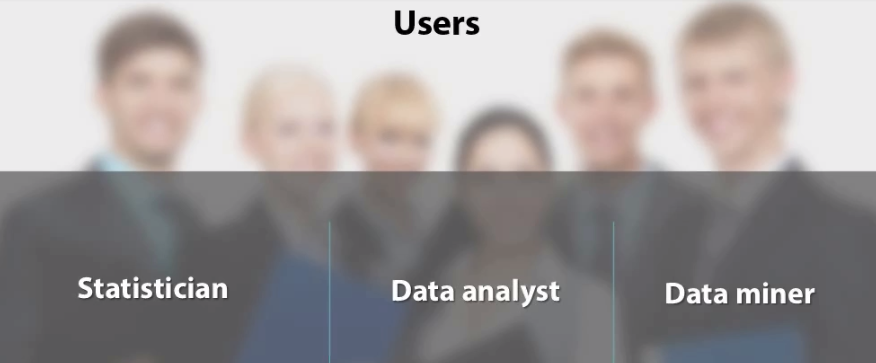 Users
Statistician
Data analyst
Data miner